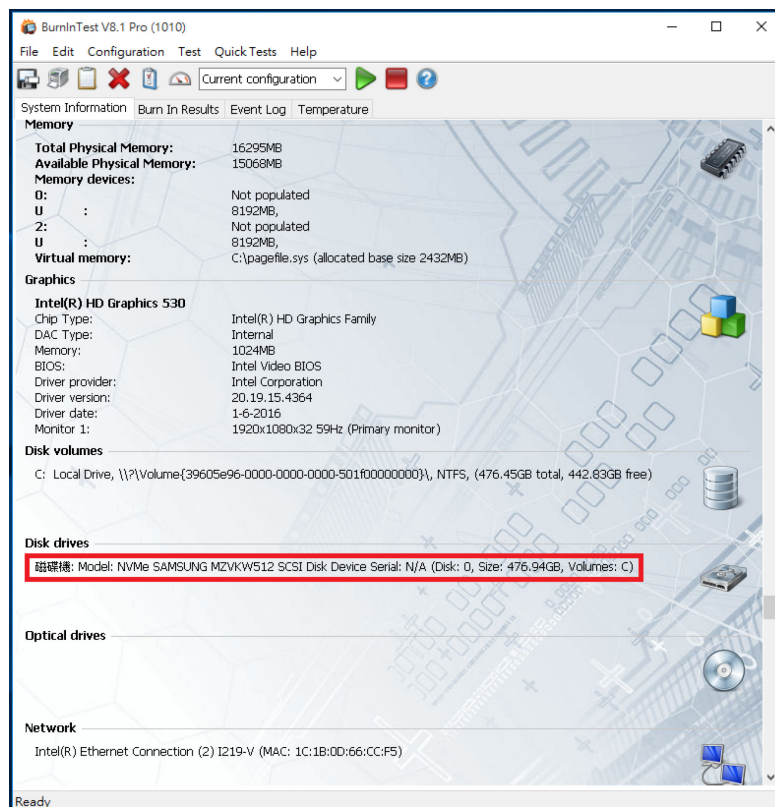 BurnInTest V8.1 Pro (1010)
File Edit Configuration Test Quick Tests Help
Current configuration
System Information Burn In Results Event Log Temperature
Memory
Total Physical Memory: 16295MB
Available Physical Memory: 15068MB
Memory devices:
0: Not populated
U : 8192MB,
2: Not populated
U : 8192MB,
Virtual memory: C:\pagefile.sys (allocated base size 2432MB)
Graphics
Intel(R) HD Graphics 530
Chip Type: Intel(R) HD Graphics Family
DAC Type: Internal
Memory: 1024MB
BIOS: Intel Video BIOS
Driver provider: Intel Corporation
Driver version: 20.19.15.4364
Driver date: 1-6-2016
Monitor 1: 1920x1080x32 59Hz (Primary monitor)
Disk volumes
C: Local Drive, \\?\Volume{39605e96-0000-0000-0000-501f00000000}\, NTFS, (476.45GB total, 442.83GB free)
Disk drives
磁碟機: Model: NVMe SAMSUNG MZVKW512 SCSI Disk Device Serial: N/A (Disk: 0, Size: 476.94GB, Volumes: C)
Optical drives
Network
Intel(R) Ethernet Connection (2) I219-V (MAC: 1C:1B:0D:66:CC:F5)
Ready